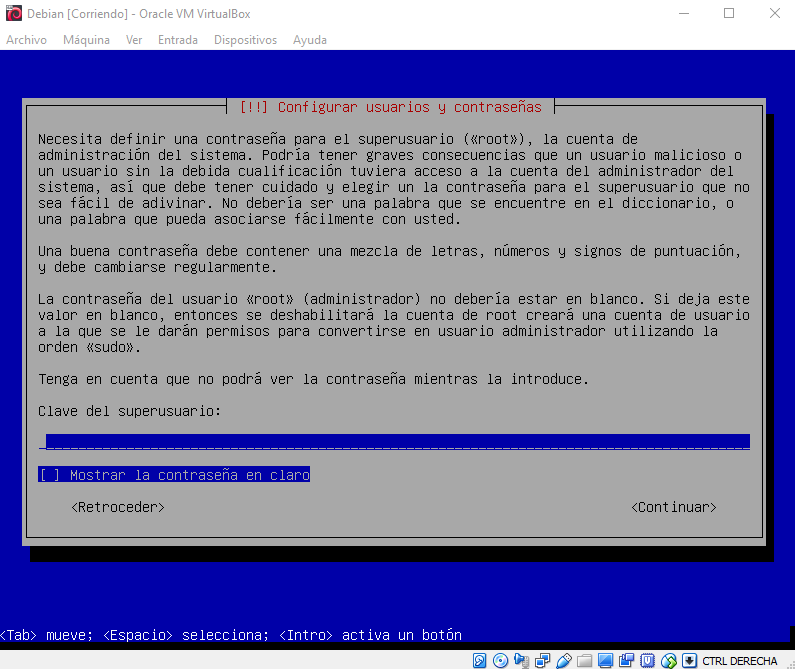 Debian [Corriendo] - Oracle VM VirtualBox
Archivo Máquina Ver Entrada Dispositivos Ayuda
[!!] Configurar usuarios y contraseñas
Necesita definir una contraseña para el superusuario («root»), la cuenta de
administración del sistema. Podría tener graves consecuencias que un usuario malicioso o
un usuario sin la debida cualificación tuviera acceso a la cuenta del administrador del
sistema, así que debe tener cuidado y elegir un la contraseña para el superusuario que no
sea fácil de adivinar. No debería ser una palabra que se encuentre en el diccionario, o
una palabra que pueda asociarse fácilmente con usted.
Una buena contraseña debe contener una mezcla de letras, números y signos de puntuación,
y debe cambiarse regularmente.
La contraseña del usuario «root» (administrador) no debería estar en blanco. Si deja este
valor en blanco, entonces se deshabilitará la cuenta de root creará una cuenta de usuario
a la que se le darán permisos para convertirse en usuario administrador utilizando la
orden «sudo».
Tenga en cuenta que no podrá ver la contraseña mientras la introduce.
Clave del superusuario:
[ ] Mostrar la contraseña en claro
<Retroceder> <Continuar>
<Tab> mueve; <Espacio> selecciona; <Intro> activa un botón
CTRL DERECHA